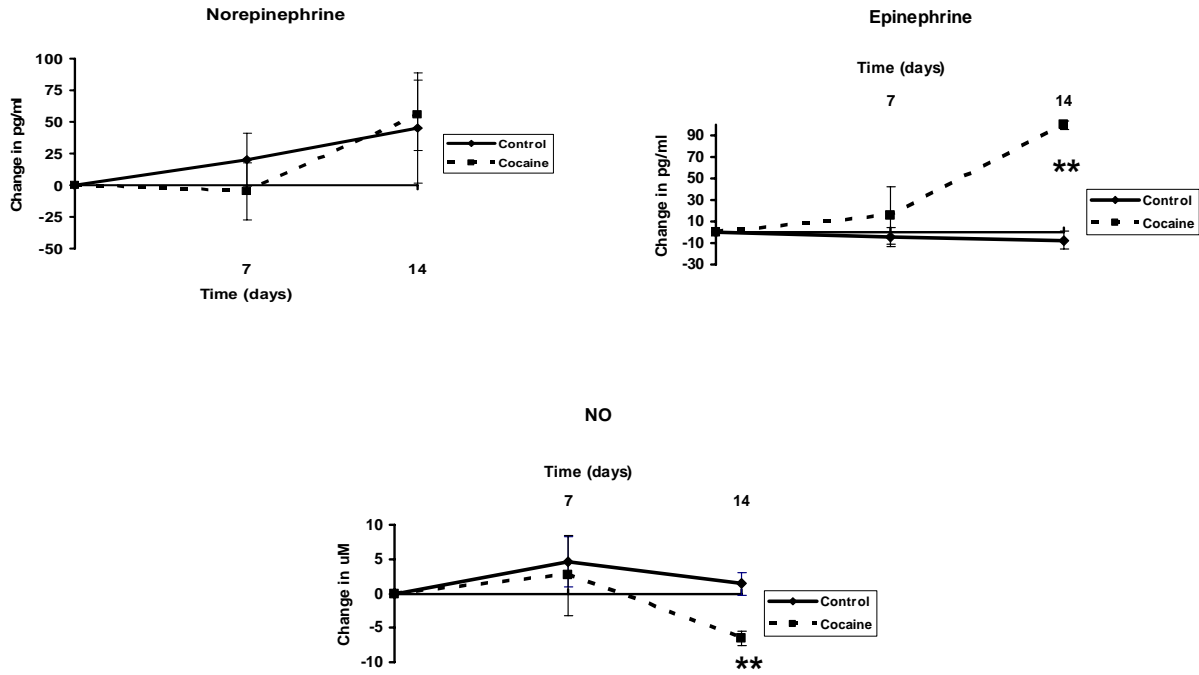 Norepinephrine
Change in pg/ml
100
75
50
25
0
-25
-50
7
14
Time (days)
Control
Cocaine
Epinephrine
Time (days)
7
14
Change in pg/ml
90
70
50
30
10
-10
-30
**
Control
Cocaine
NO
Time (days)
7
14
Change in uM
10
5
0
-5
-10
**
Control
Cocaine